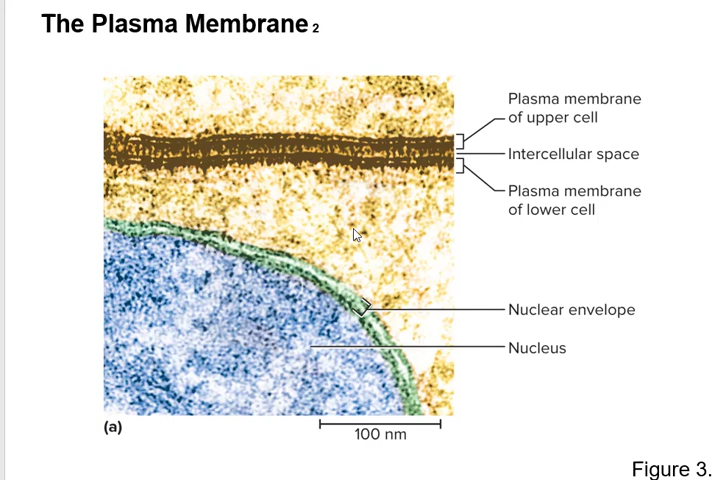 The Plasma Membrane 2
Plasma membrane
of upper cell
Intercellular space
Plasma membrane
of lower cell
Nuclear envelope
Nucleus
(a)
100 nm
Figure 3.